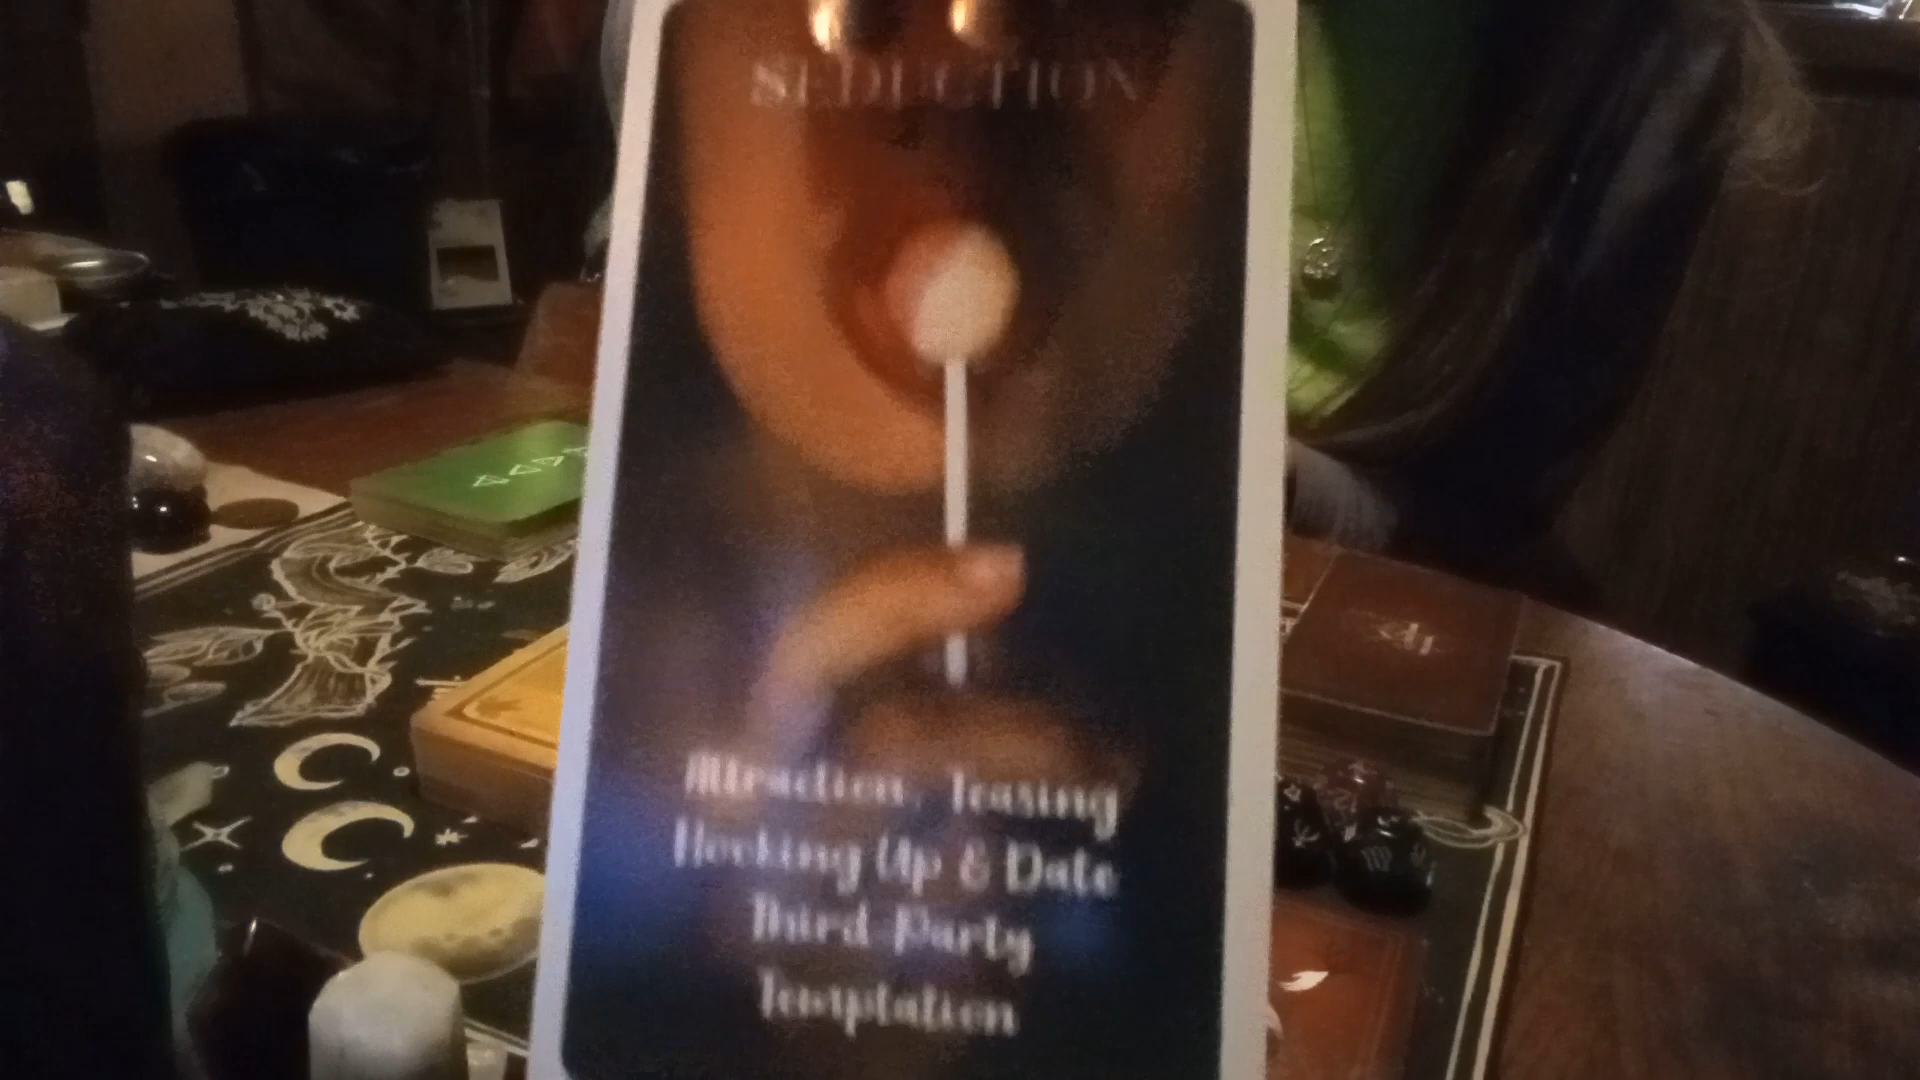 SEDUCTION
Attraction, Teasing
Hooking Up & Date
Third-Party
Temptation